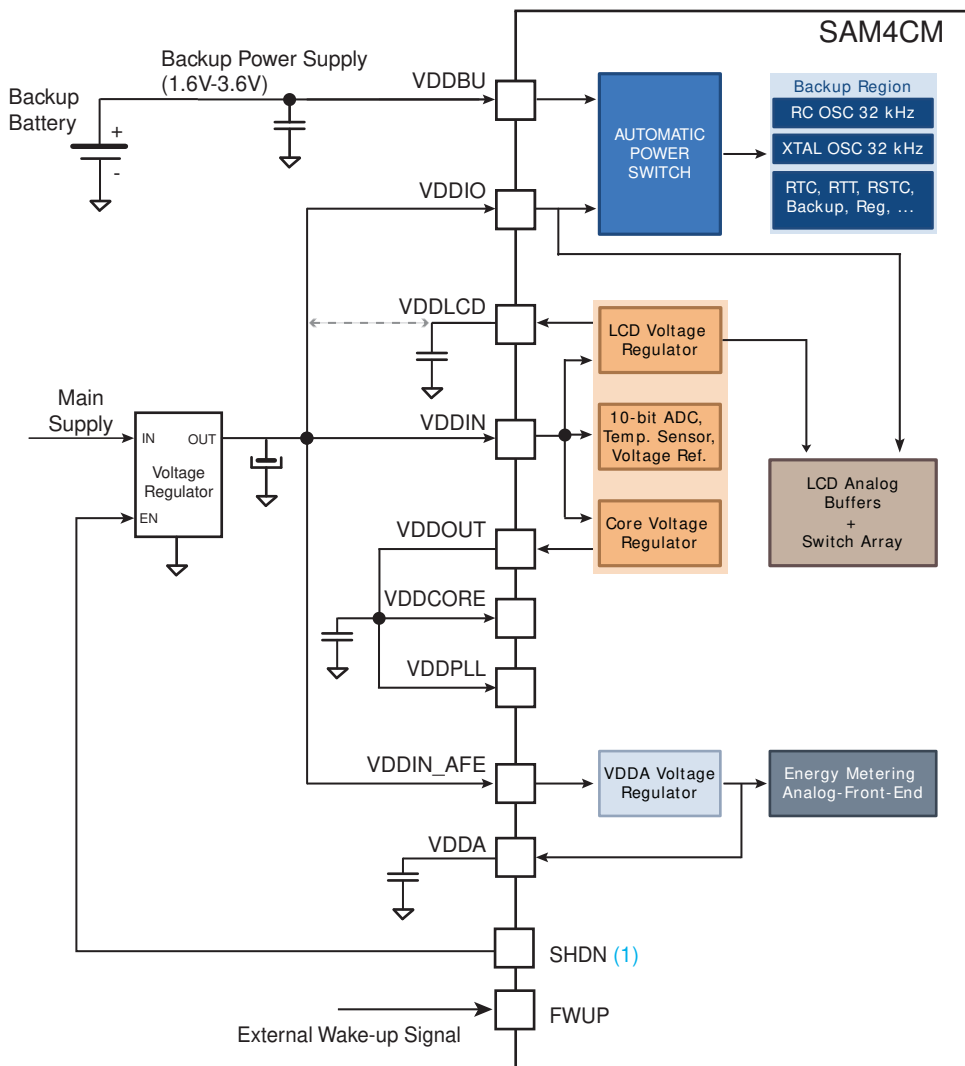 SAM4CM
Backup Power Supply
(1.6V-3.6V)
VDDBU
Backup
Battery
+
-
AUTOMATIC
POWER
SWITCH
Backup Region
RC OSC 32 kHz
XTAL OSC 32 kHz
RTC, RTT, RSTC,
Backup, Reg, ...
VDDIO
VDDLCD
LCD Voltage
Regulator
Main
Supply
IN
OUT
Voltage
Regulator
EN
VDDIN
10-bit ADC,
Temp. Sensor,
Voltage Ref.
LCD Analog
Buffers
+
Switch Array
VDDOUT
Core Voltage
Regulator
VDDCORE
VDDPLL
VDDIN_AFE
VDDA Voltage
Regulator
Energy Metering
Analog-Front-End
VDDA
SHDN (1)
FWUP
External Wake-up Signal